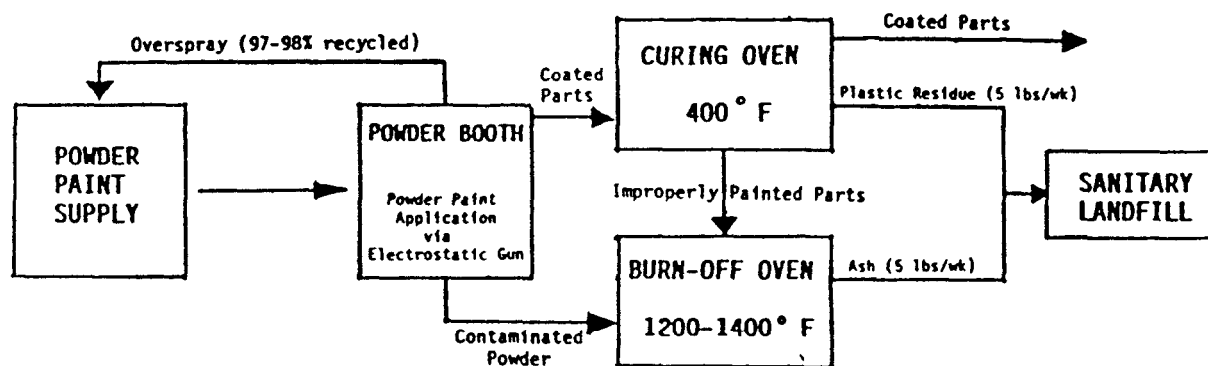 Overspray (97-98% recycled)
POWDER
PAINT
SUPPLY
POWDER BOOTH
Powder Paint
Application
via
Electrostatic Gun
Coated
Parts
Contaminated
Powder
CURING OVEN
400° F
Improperly Painted Parts
BURN-OFF OVEN
1200-1400° F
Coated Parts
Plastic Residue (5 lbs/wk)
Ash (5 lbs/wk)
SANITARY
LANDFILL